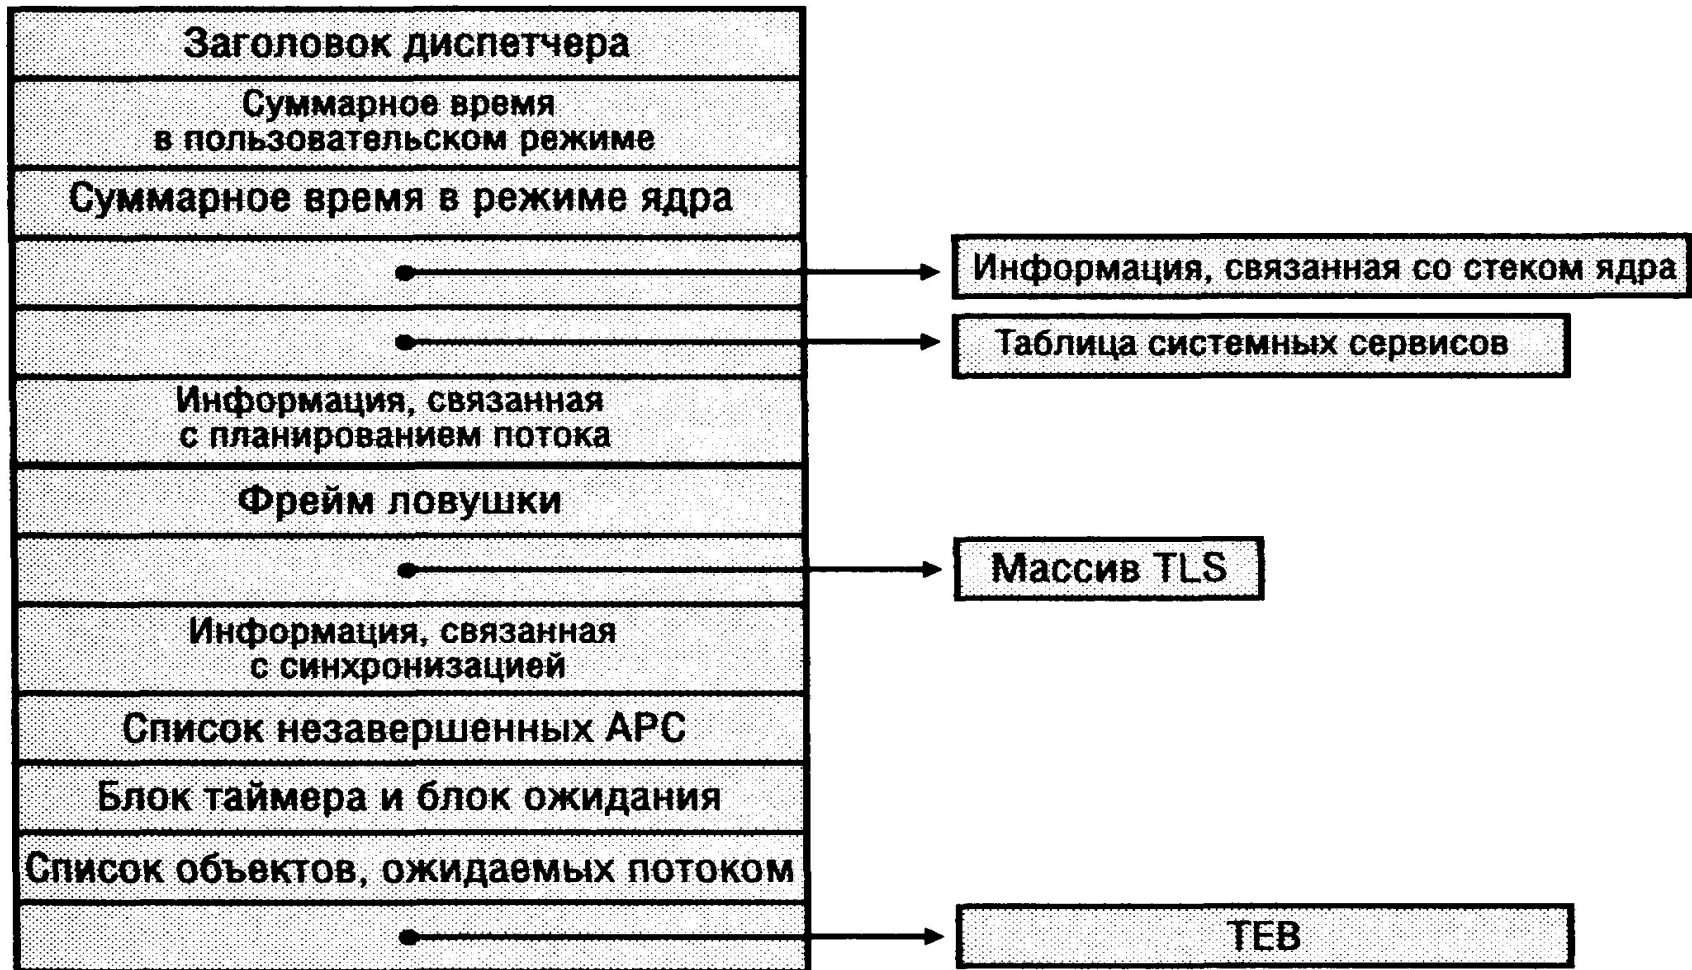 Заголовок диспетчера
Суммарное время
в пользовательском режиме
Суммарное время в режиме ядра
Информация, связанная со стеком ядра
Таблица системных сервисов
Информация, связанная
с планированием потока
Фрейм ловушки
Массив TLS
Информация, связанная
с синхронизацией
Список незавершенных APC
Блок таймера и блок ожидания
Список объектов, ожидаемых потоком
TEB